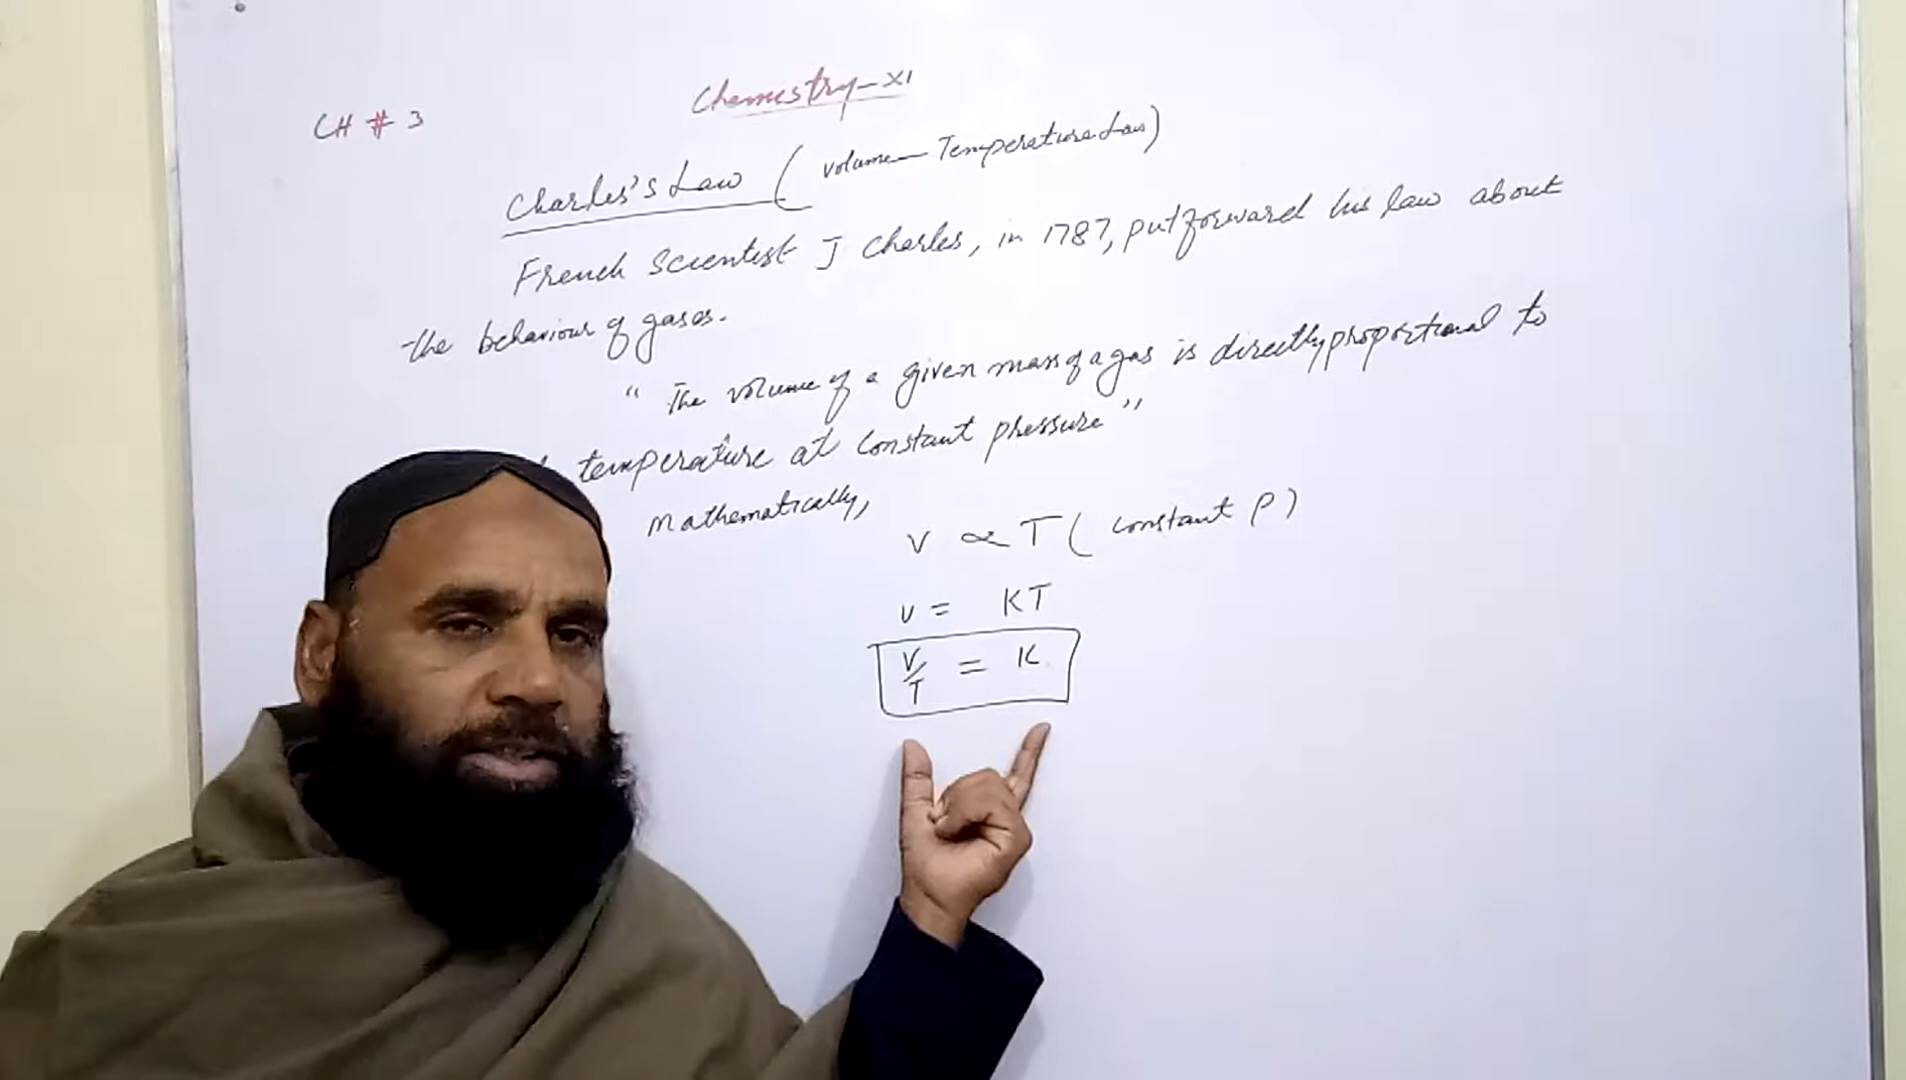 Chemistry-XI
CH # 3
Charles's Law (Volume-Temperature Law)
French Scientist J Charles, in 1787, put forward his law about
the behaviour of gases.
"The volume of a given mass of a gas is directly proportional to
temperature at constant pressure"
Mathematically,
V ∝ T (constant P)
V = KT
V/T = K